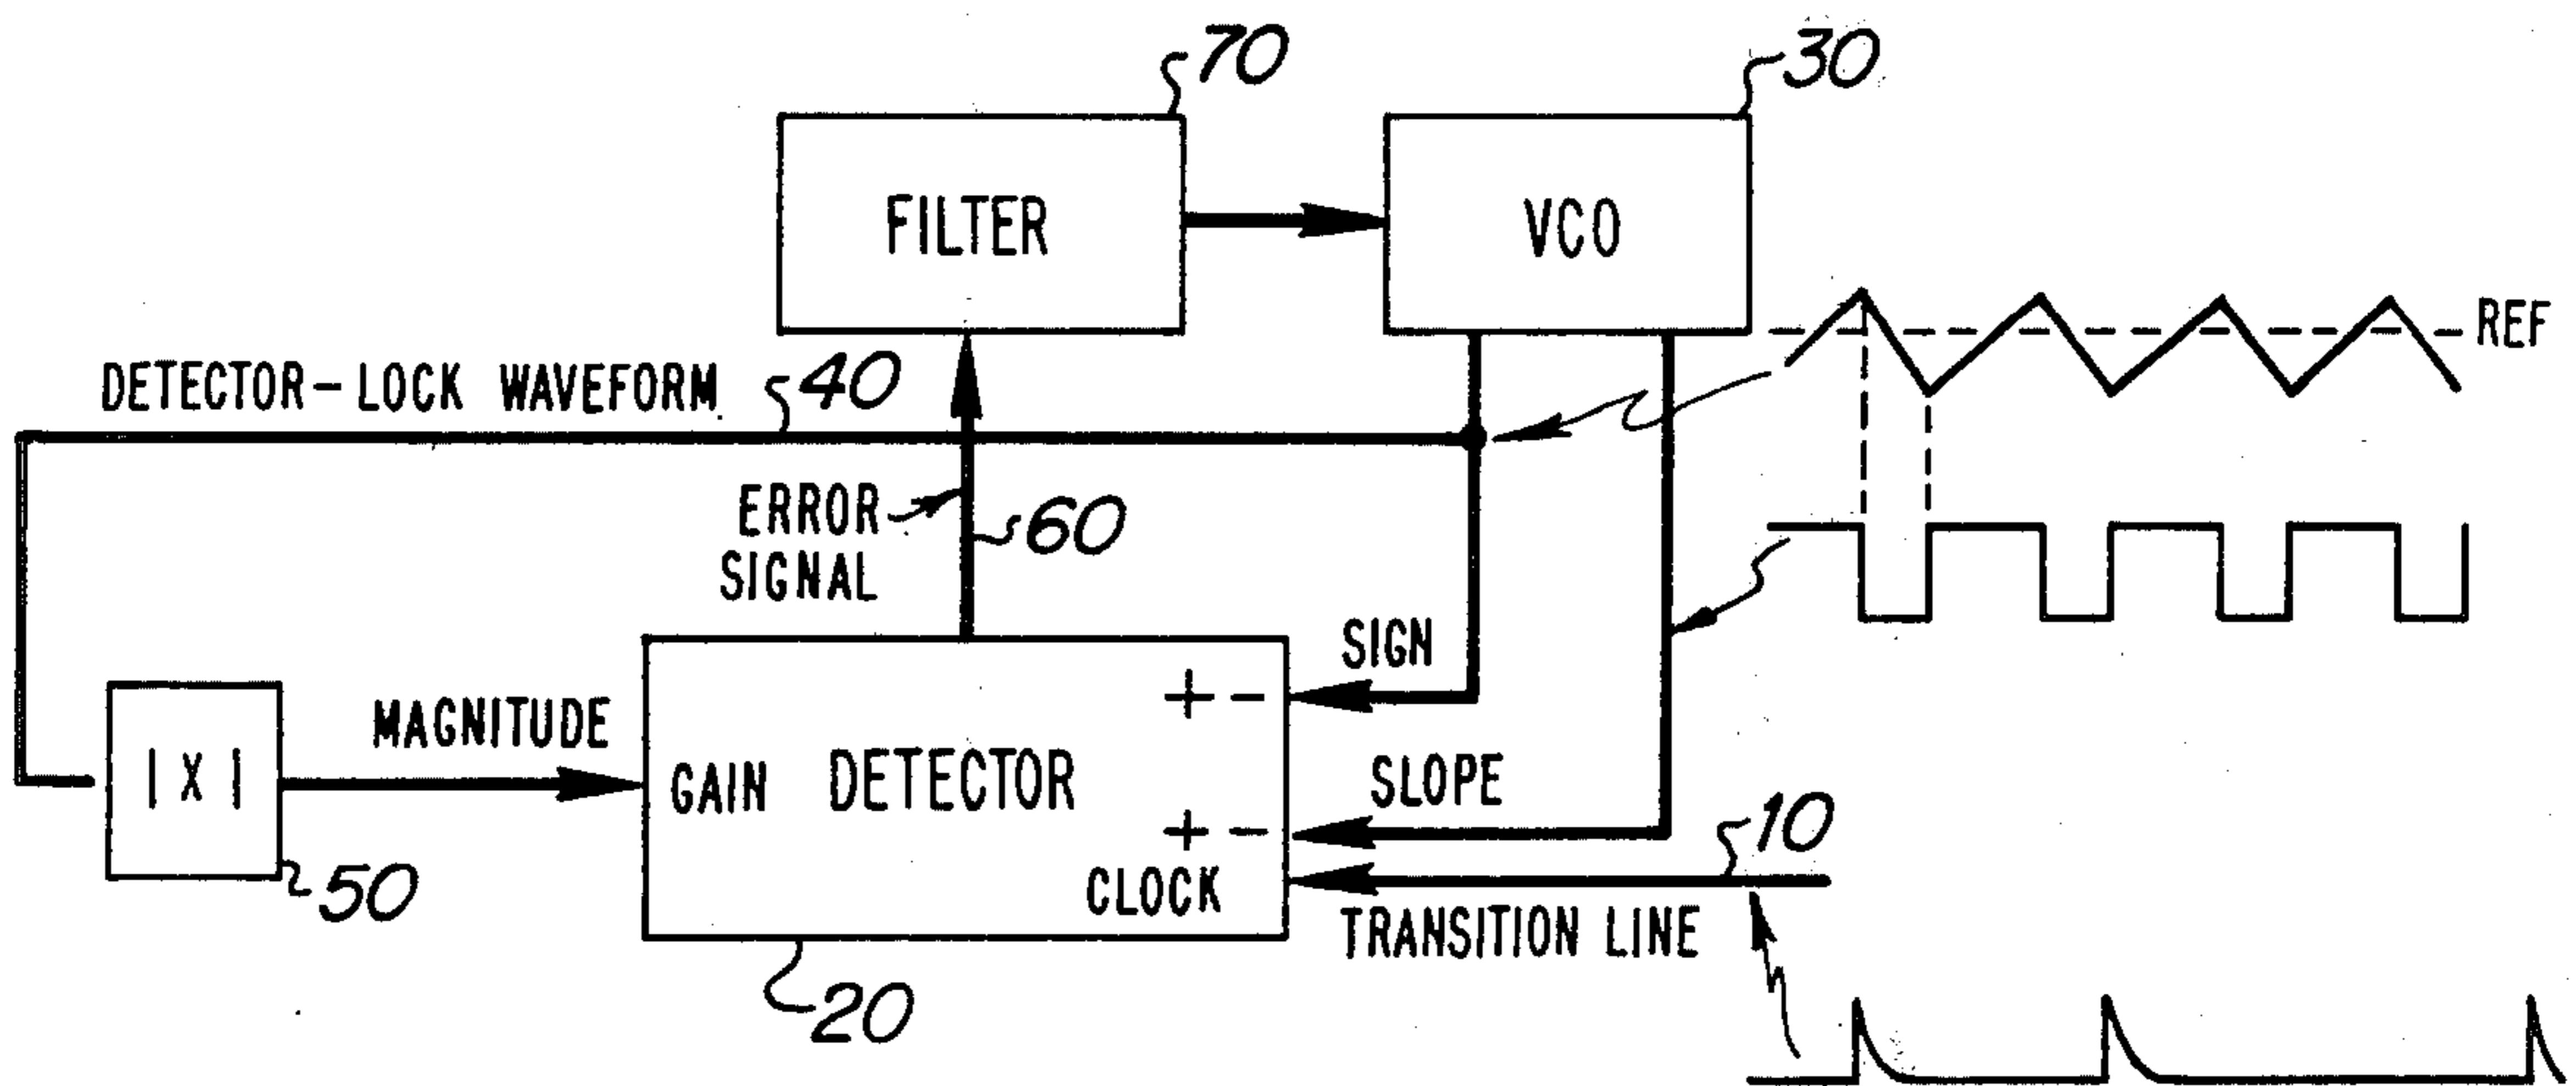 70
30
FILTER
VCO
REF
DETECTOR-LOCK WAVEFORM
40
ERROR
SIGNAL
60
SIGN
+ -
MAGNITUDE
| X |
GAIN
DETECTOR
SLOPE
+ -
10
CLOCK
50
TRANSITION LINE
20